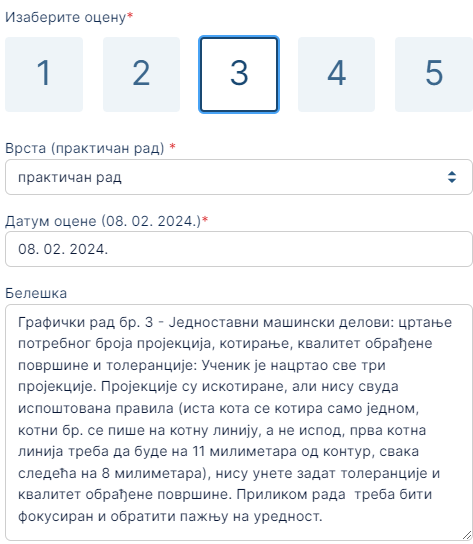 Изаберите оцену*
1 2 3 4 5
Врста (практичан рад) *
практичан рад
Датум оцене (08. 02. 2024.)*
08. 02. 2024.
Белешка
Графички рад бр. 3 - Једноставни машински делови: цртање
потребног броја пројекција, котирање, квалитет обрађене
површине и толеранције: Ученик је нацртао све три
пројекције. Пројекције су искотиране, али нису свуда
испоштована правила (иста кота се котира само једном,
котни бр. се пише на котну линију, а не испод, прва котна
линија треба да буде на 11 милиметара од контур, свака
следећа на 8 милиметара), нису унете задат толеранције и
квалитет обрађене површине. Приликом рада  треба бити
фокусиран и обратити пажњу на уредност.